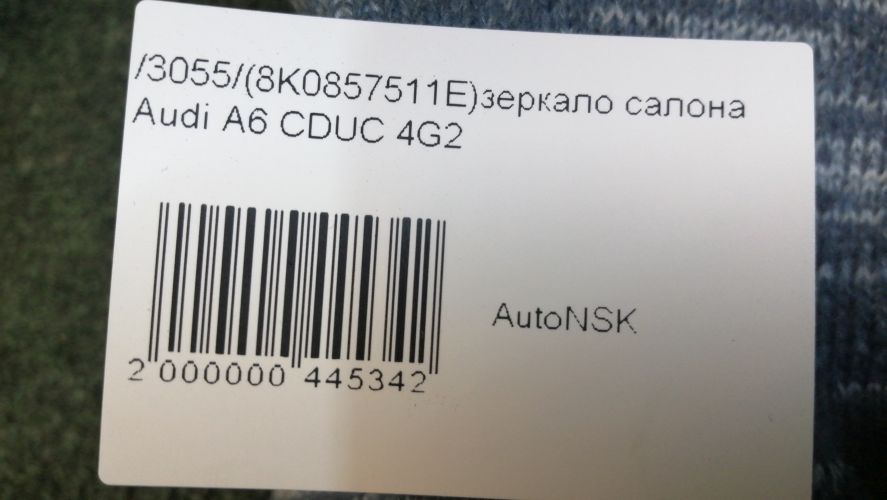 /3055/(8K0857511E)зеркало салона
Audi A6 CDUC 4G2
AutoNSK
2 000000 445342